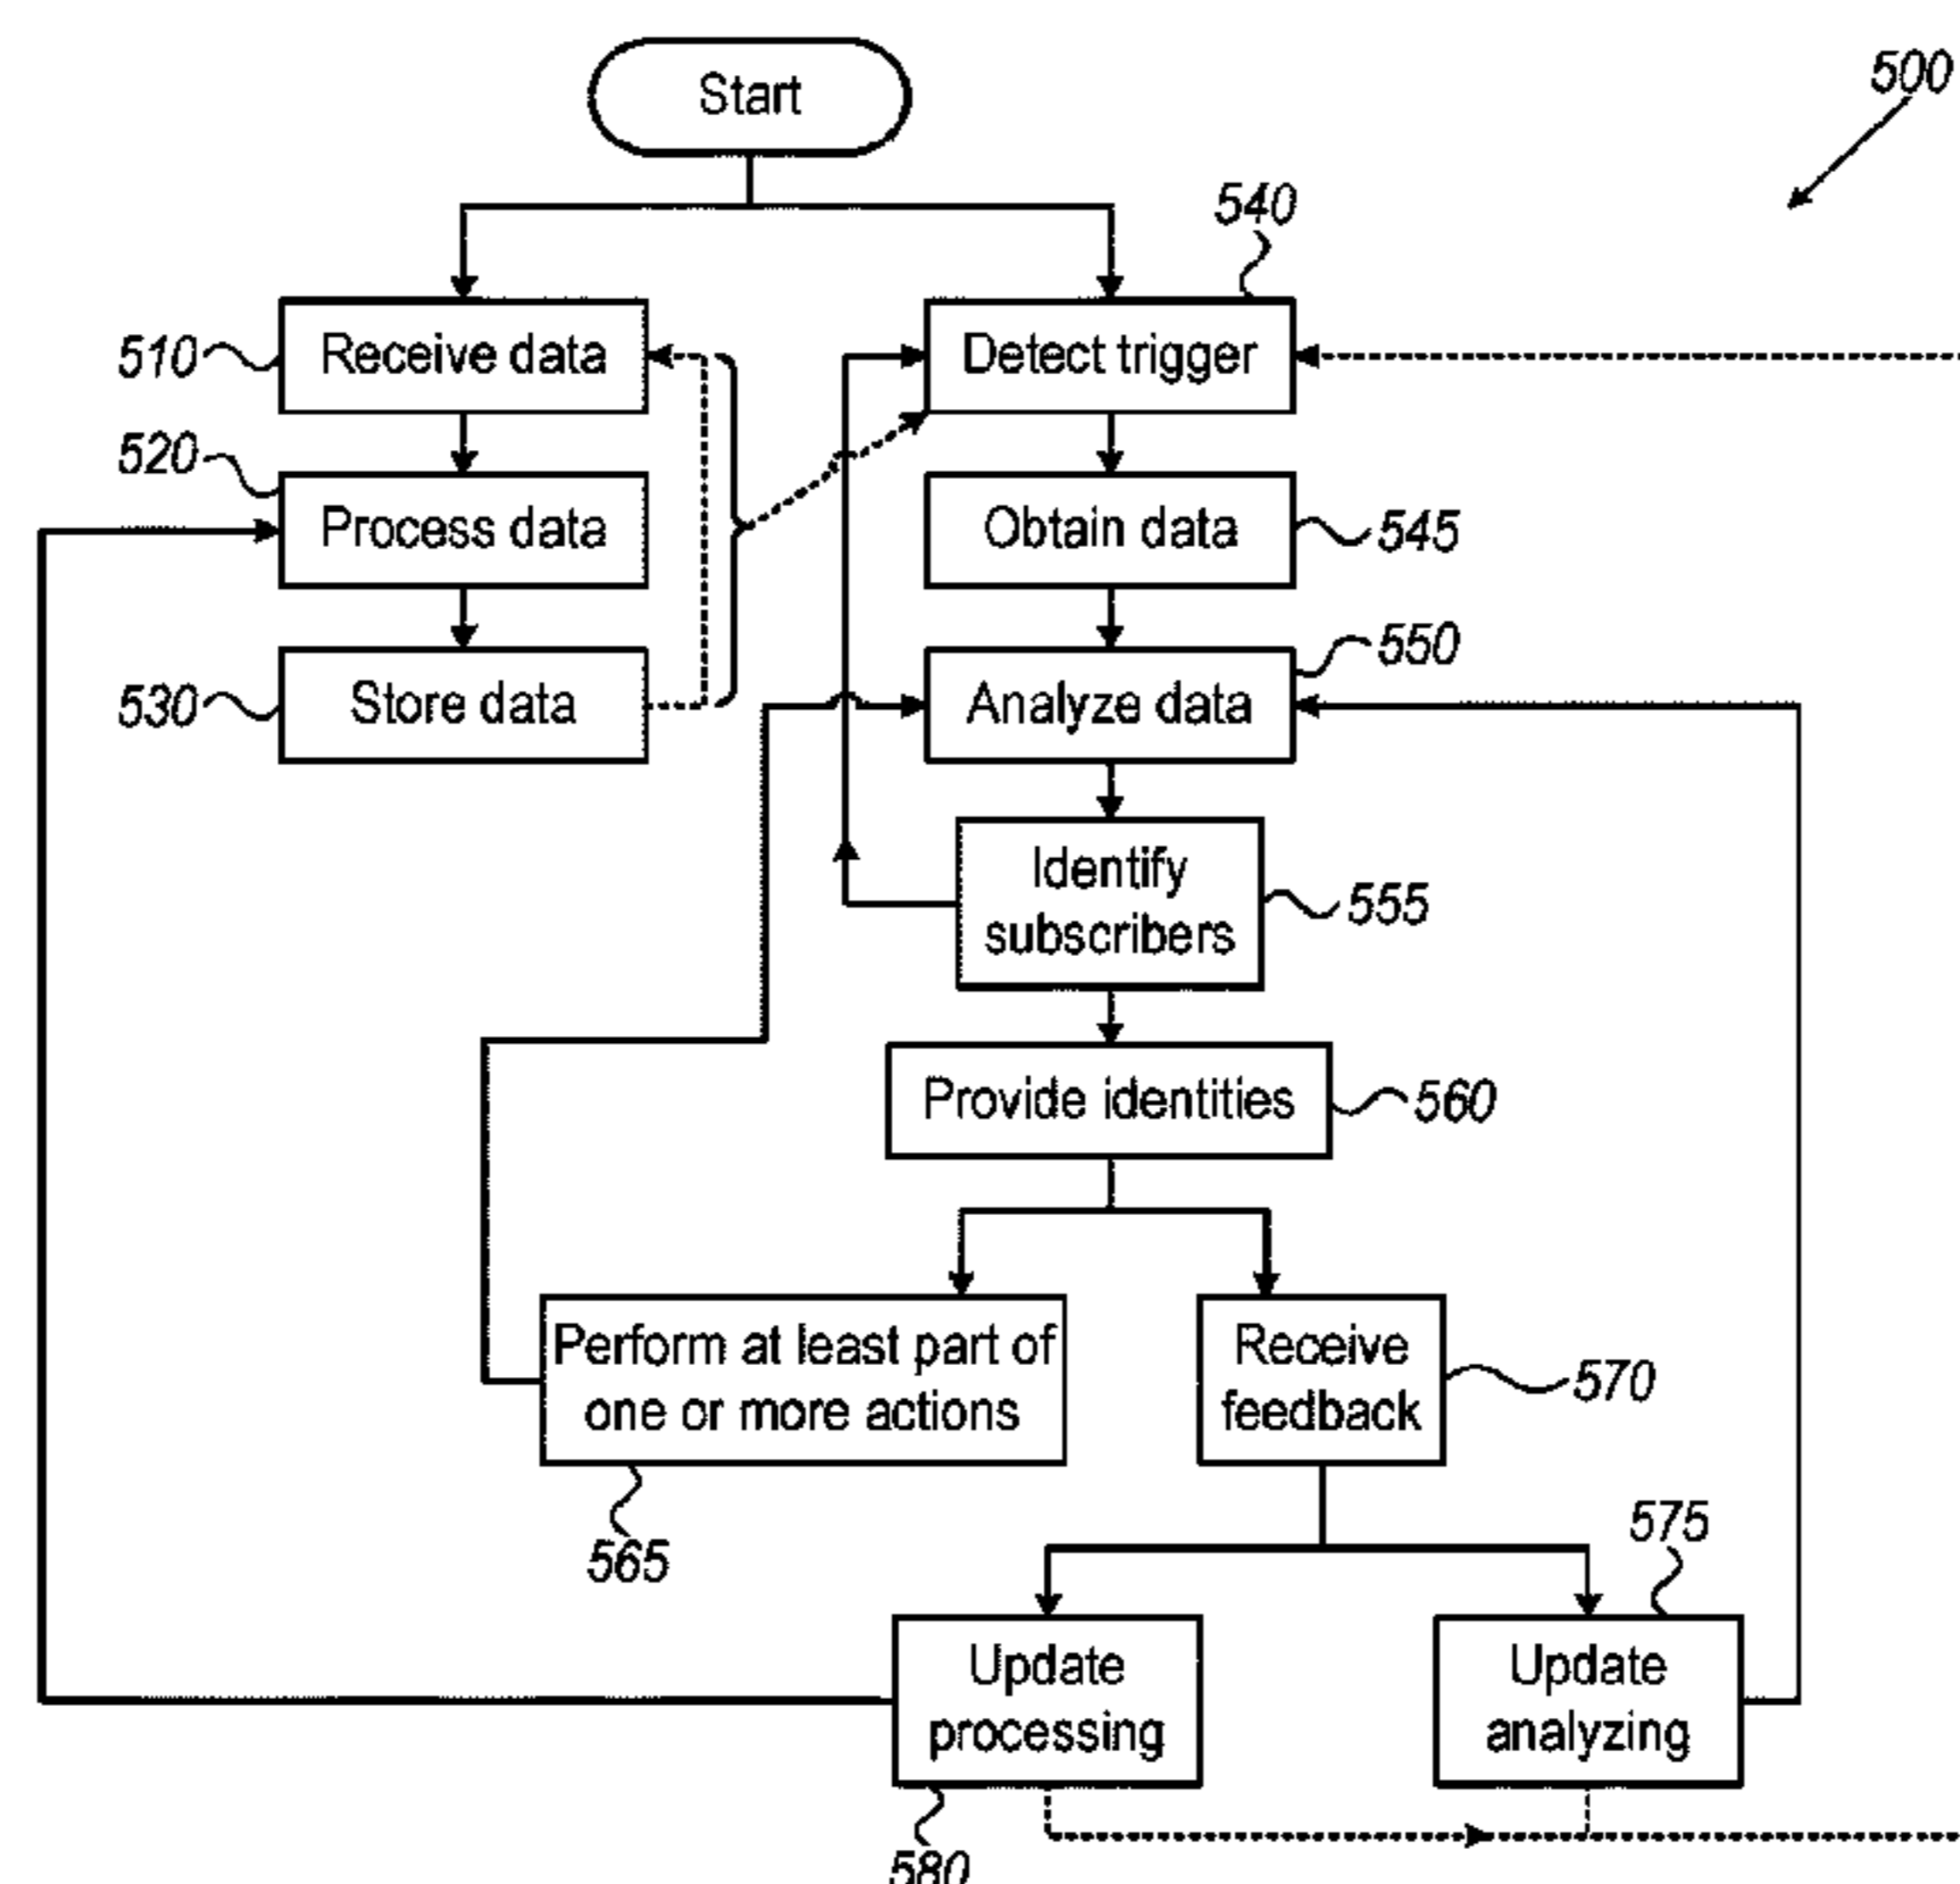 Start
500
540
510
Receive data
Detect trigger
520
Process data
Obtain data
545
530
Store data
Analyze data
550
Identify
subscribers
555
Provide identities
560
Perform at least part of
one or more actions
565
Receive
feedback
570
575
Update
processing
580
Update
analyzing